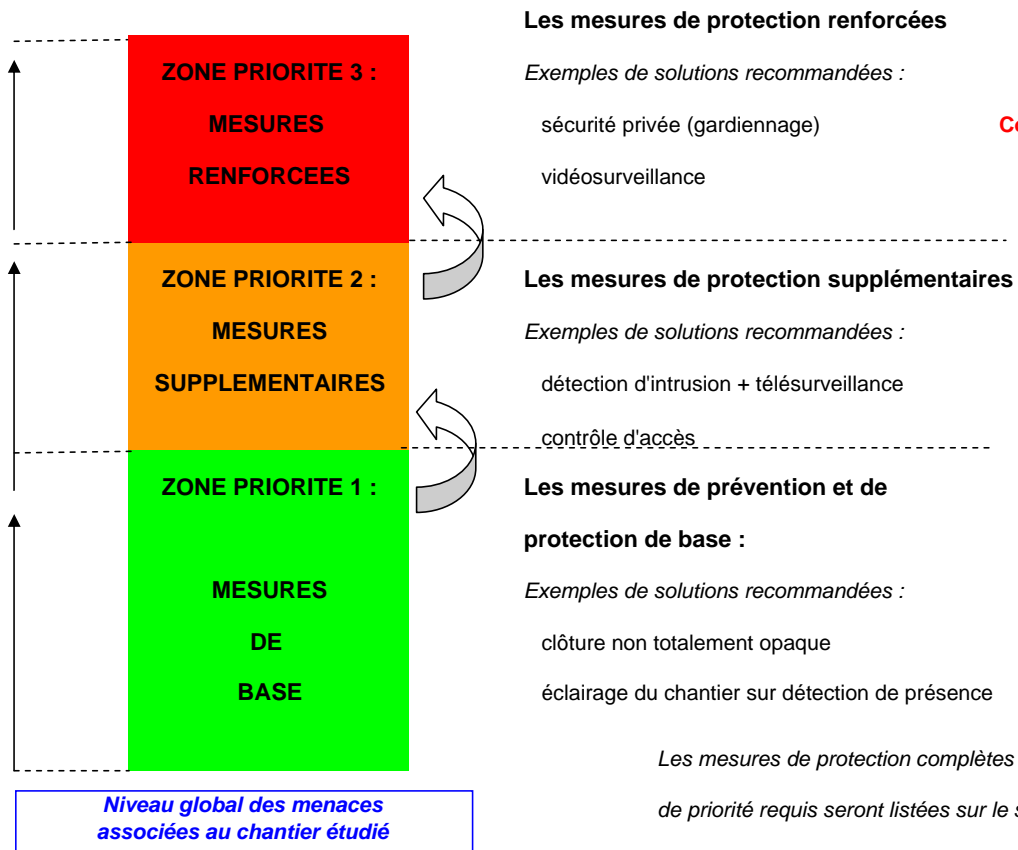 Les mesures de protection renforcées
ZONE PRIORITE 3 :
MESURES
RENFORCEES
Exemples de solutions recommandées :
sécurité privée (gardiennage)
vidéosurveillance
ZONE PRIORITE 2 :
MESURES
SUPPLEMENTAIRES
Les mesures de protection supplémentaires
Exemples de solutions recommandées :
détection d'intrusion + télésurveillance
contrôle d'accès
ZONE PRIORITE 1 :
MESURES
DE
BASE
Les mesures de prévention et de
protection de base :
Exemples de solutions recommandées :
clôture non totalement opaque
éclairage du chantier sur détection de présence
Les mesures de protection complètes
de priorité requis seront listées sur le
Niveau global des menaces
associées au chantier étudié